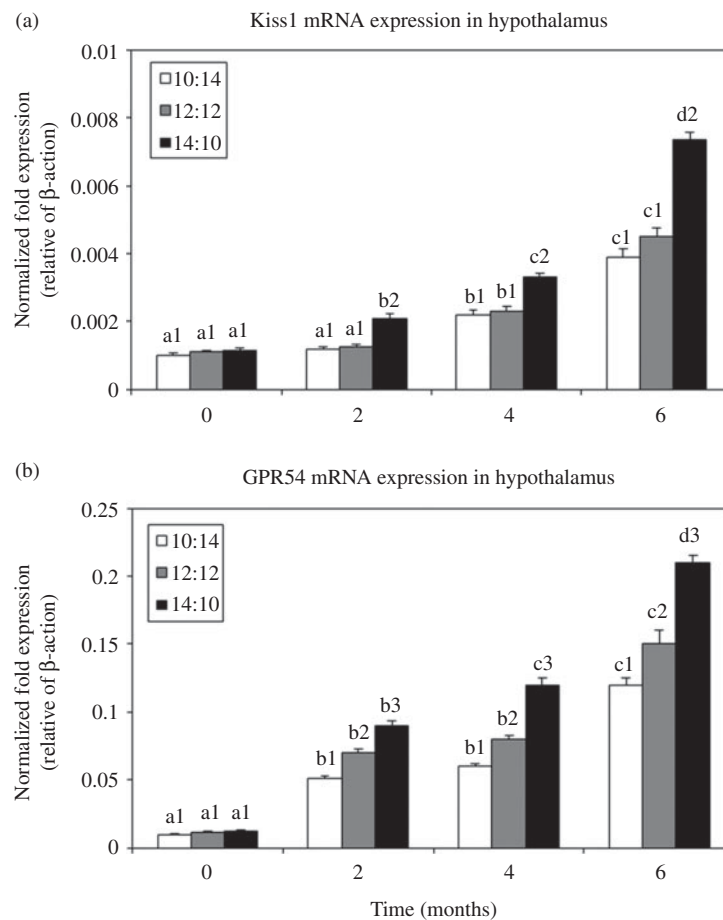 (a)
Kiss1 mRNA expression in hypothalamus
Normalized fold expression
(relative of β-action)
0.01
0.008
0.006
0.004
0.002
0
10:14
12:12
14:10
a1 a1 a1
a1 a1 b2
b1 b1 c2
c1 c1 d2
0 2 4 6
(b)
GPR54 mRNA expression in hypothalamus
Normalized fold expression
(relative of β-action)
0.25
0.2
0.15
0.1
0.05
0
10:14
12:12
14:10
a1 a1 a1
b1 b2 b3
b1 b2 c3
c1 c2 d3
0 2 4 6
Time (months)